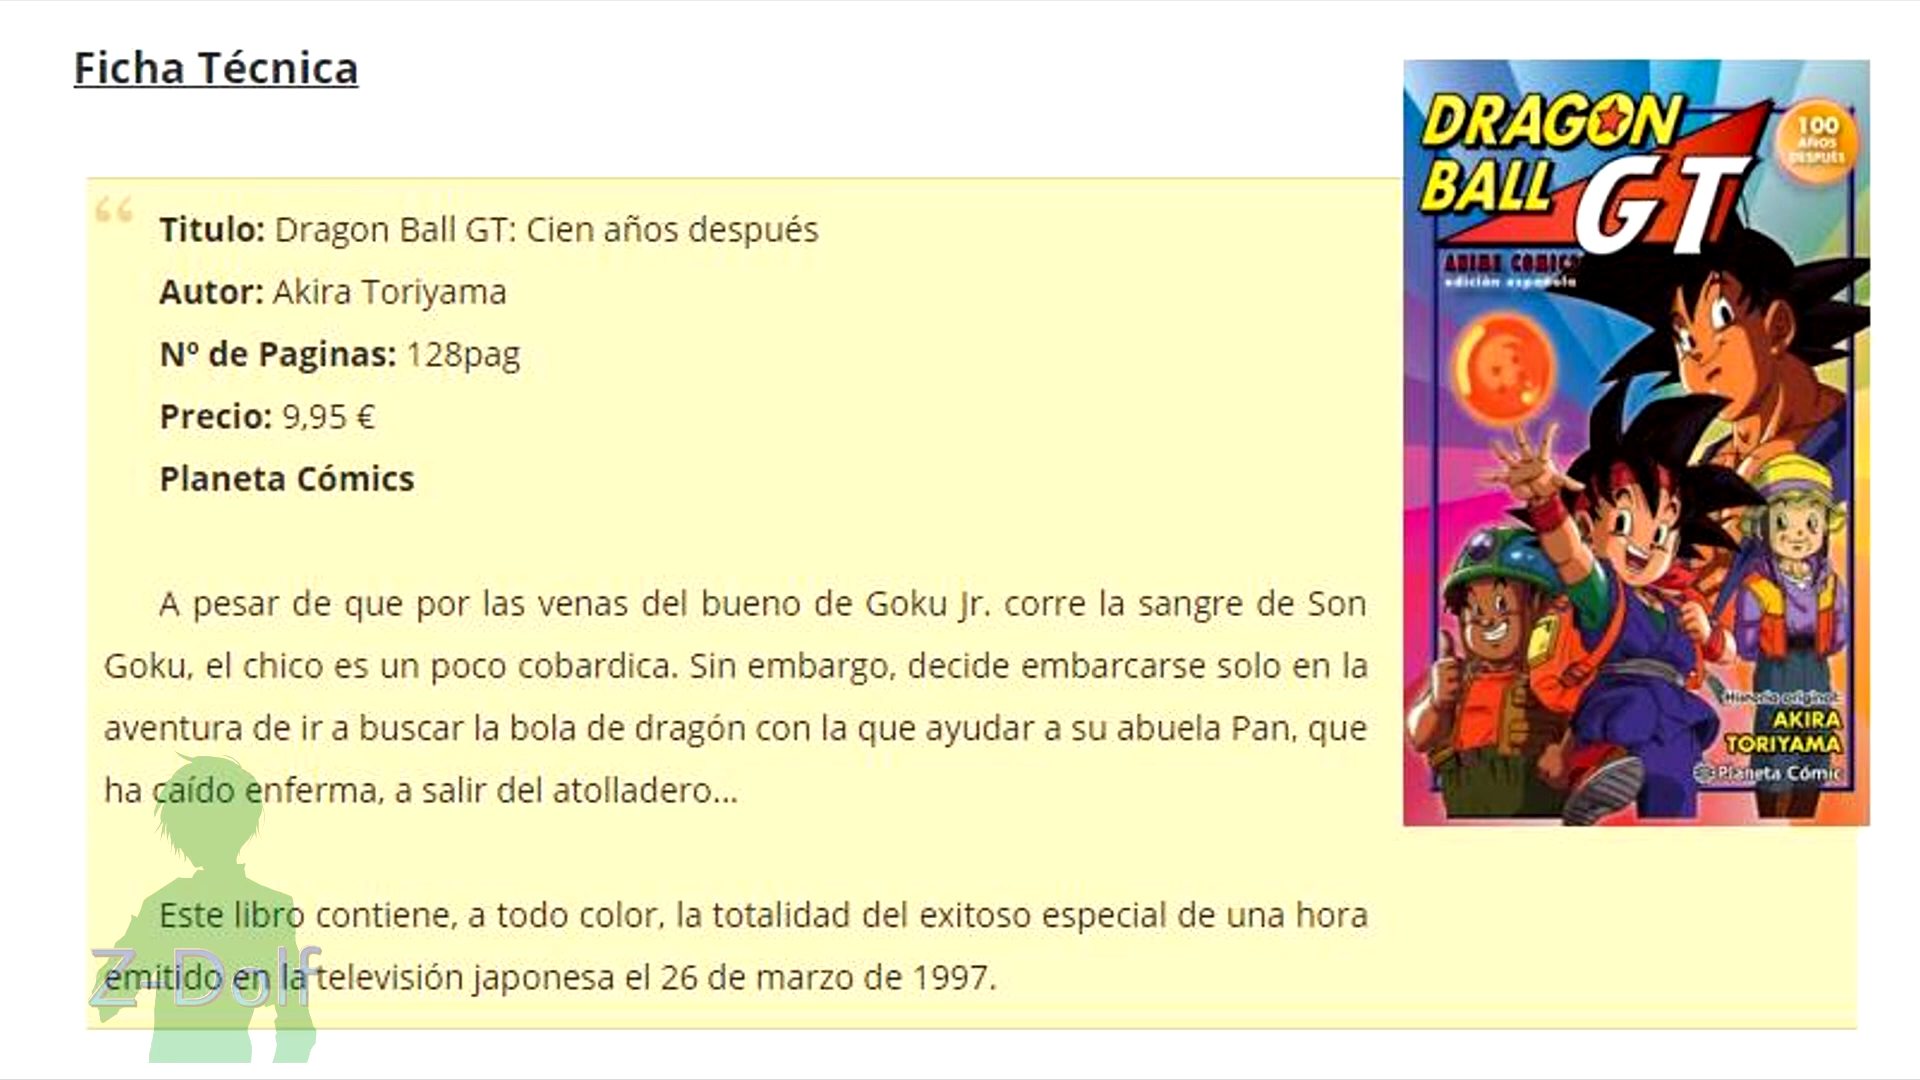 Ficha Técnica
“
Titulo: Dragon Ball GT: Cien años después
Autor: Akira Toriyama
Nº de Paginas: 128pag
Precio: 9,95 €
Planeta Cómics
A pesar de que por las venas del bueno de Goku Jr. corre la sangre de Son
Goku, el chico es un poco cobardica. Sin embargo, decide embarcarse solo en la
aventura de ir a buscar la bola de dragón con la que ayudar a su abuela Pan, que
ha caído enferma, a salir del atolladero...
Este libro contiene, a todo color, la totalidad del exitoso especial de una hora
emitido en la televisión japonesa el 26 de marzo de 1997.
Z-Dolf
DRAGON
BALL GT
100
AÑOS
DESPUÉS
ANIME COMICS
edición española
Historia original:
AKIRA
TORIYAMA
Planeta Cómic